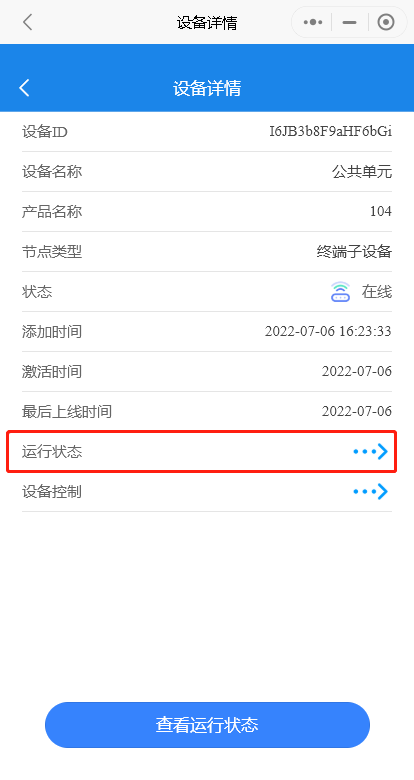 设备详情
设备详情
设备ID I6JB3b8F9aHF6bGi
设备名称 公共单元
产品名称 104
节点类型 终端子设备
状态 在线
添加时间 2022-07-06 16:23:33
激活时间 2022-07-06
最后上线时间 2022-07-06
运行状态
设备控制
查看运行状态